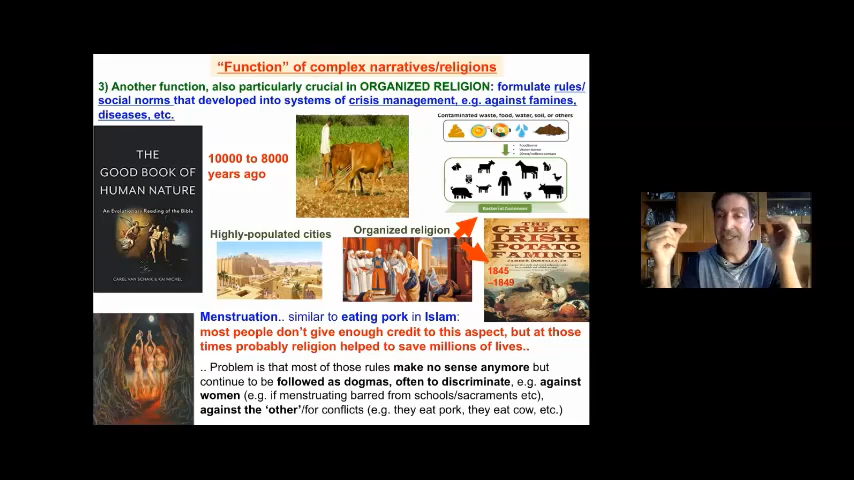 “Function” of complex narratives/religions
3) Another function, also particularly crucial in ORGANIZED RELIGION: formulate rules/
social norms that developed into systems of crisis management, e.g. against famines,
diseases, etc.
Contaminated waste, food, water, soil, or others
THE
GOOD BOOK OF
HUMAN NATURE
An Evolutionary Reading of the Bible
CAREL VAN SCHAIK & KAI MICHEL
10000 to 8000
years ago
Highly-populated cities
Organized religion
THE
GREAT
IRISH
POTATO
FAMINE
1845
–1849
Menstruation.. similar to eating pork in Islam:
most people don’t give enough credit to this aspect, but at those
times probably religion helped to save millions of lives..
.. Problem is that most of those rules make no sense anymore but
continue to be followed as dogmas, often to discriminate, e.g. against
women (e.g. if menstruating barred from schools/sacraments etc),
against the ‘other’/for conflicts (e.g. they eat pork, they eat cow, etc.)